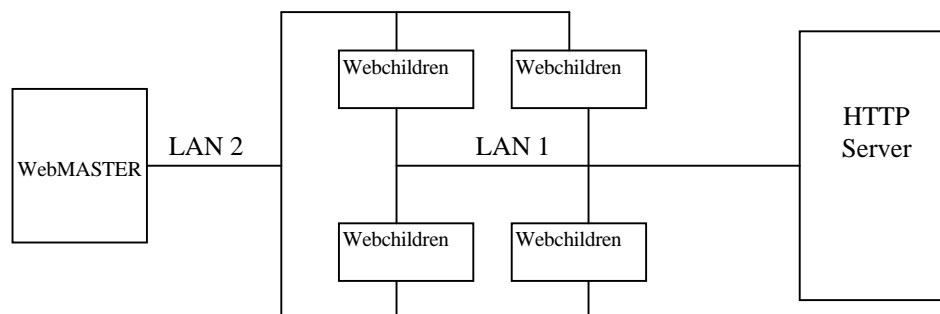 Webchildren
Webchildren
HTTP
Server
LAN 2
LAN 1
WebMASTER
Webchildren
Webchildren